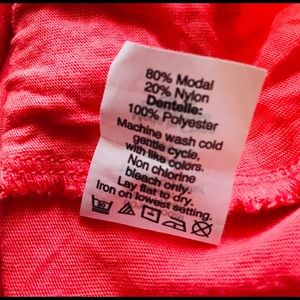 80% Modal
20% Nylon
Dentelle:
100% Polyester
Machine wash cold
gentle cycle,
with like colors.
Non chlorine
bleach only.
Lay flat to dry.
Iron on lowest setting.